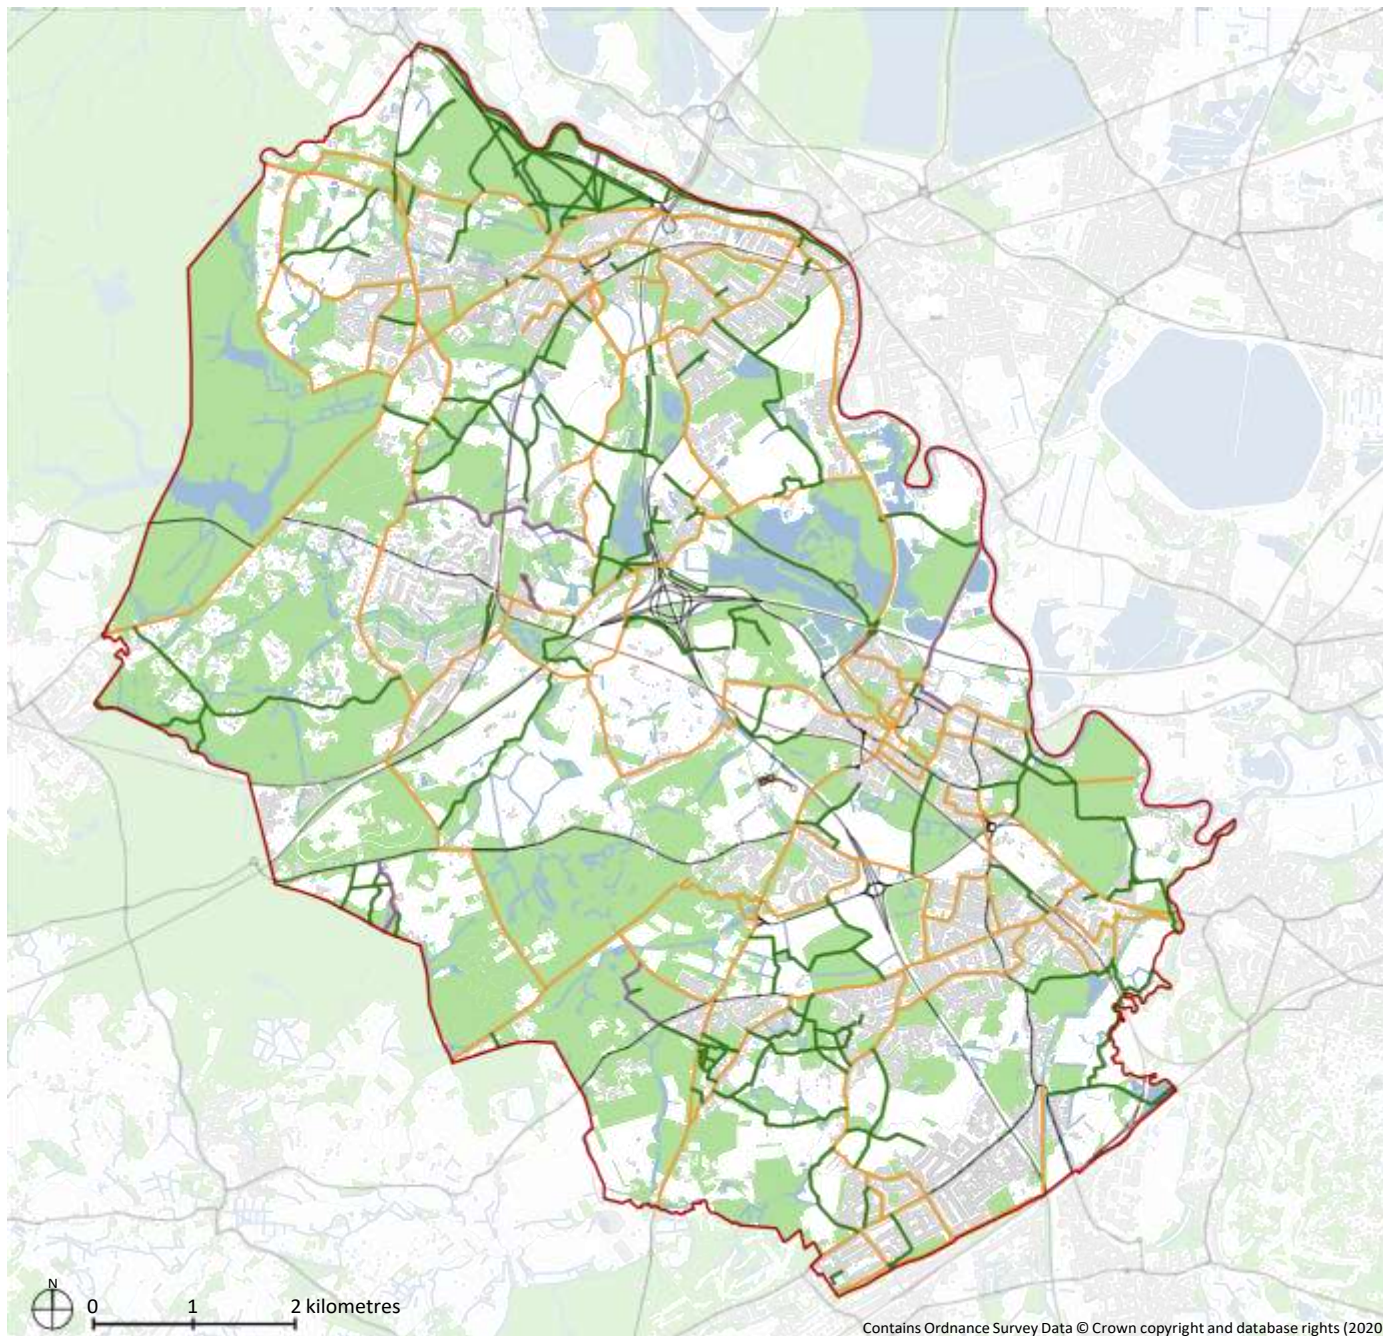 N
0 1 2 kilometres
Contains Ordnance Survey Data © Crown copyright and database rights (2020